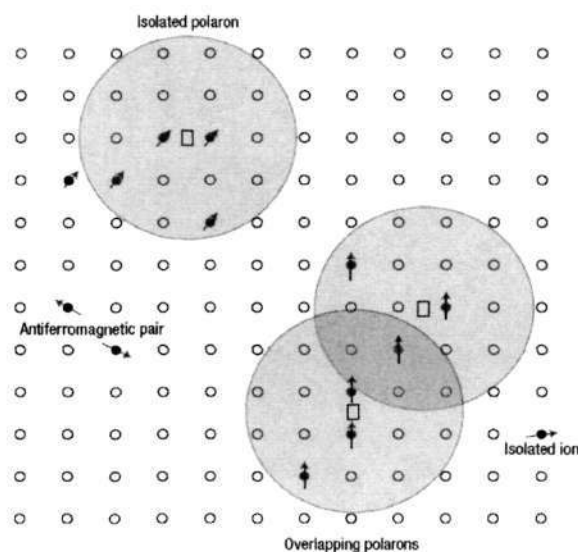 Isolated polaron
Antiferromagnetic pair
Isolated ion
Overlapping polarons